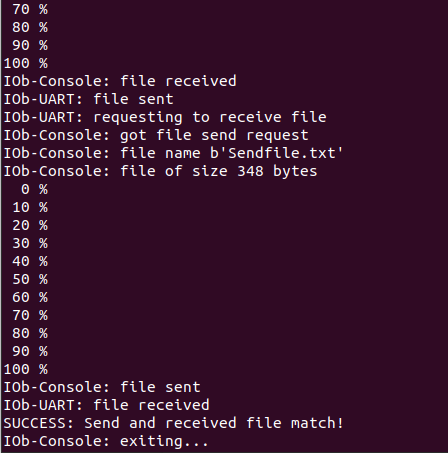 70 %
80 %
90 %
100 %
IOb-Console: file received
IOb-UART: file sent
IOb-UART: requesting to receive file
IOb-Console: got file send request
IOb-Console: file name b'Sendfile.txt'
IOb-Console: file of size 348 bytes
0 %
10 %
20 %
30 %
40 %
50 %
60 %
70 %
80 %
90 %
100 %
IOb-Console: file sent
IOb-UART: file received
SUCCESS: Send and received file match!
IOb-Console: exiting...